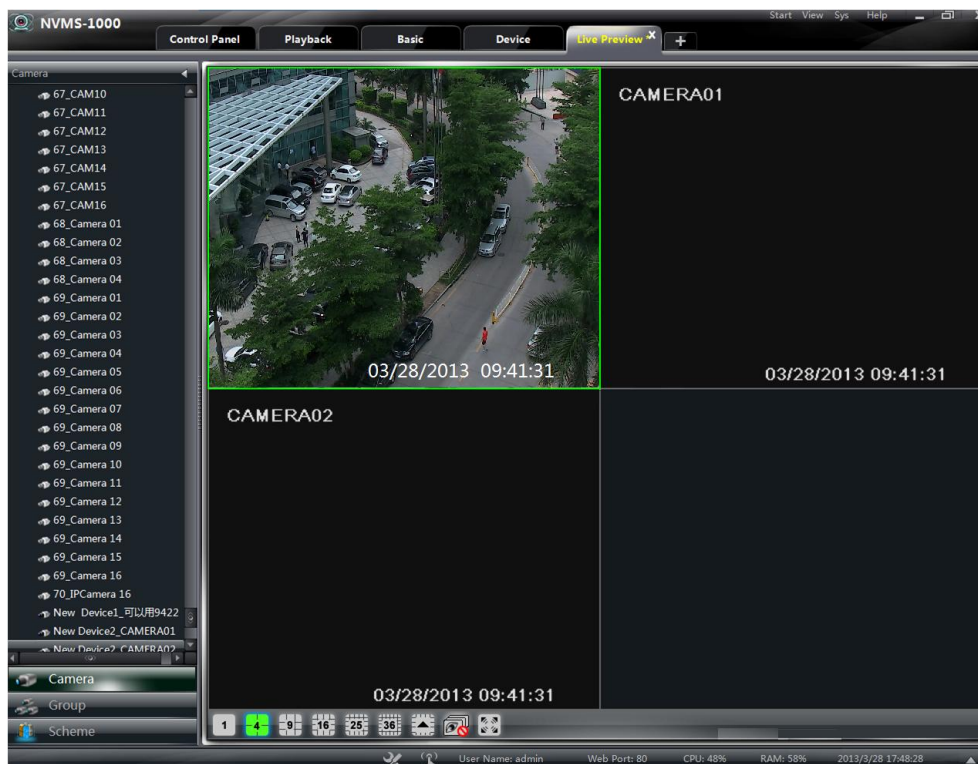 NVMS-1000
Start View Sys Help
Control Panel Playback Basic Device Live Preview
Camera
67_CAM10
67_CAM11
67_CAM12
67_CAM13
67_CAM14
67_CAM15
67_CAM16
68_Camera 01
68_Camera 02
68_Camera 03
68_Camera 04
69_Camera 01
69_Camera 02
69_Camera 03
69_Camera 04
69_Camera 05
69_Camera 06
69_Camera 07
69_Camera 08
69_Camera 09
69_Camera 10
69_Camera 11
69_Camera 12
69_Camera 13
69_Camera 14
69_Camera 15
69_Camera 16
70_IPCamera 16
New Device1_可以用9422
New Device2_CAMERA01
New Device2_CAMERA02
Camera
Group
Scheme
03/28/2013 09:41:31
CAMERA01
03/28/2013 09:41:31
CAMERA02
03/28/2013 09:41:31
1 4 9 16 25 36
User Name: admin Web Port: 80 CPU: 48% RAM: 58% 2013/3/28 17:48:28